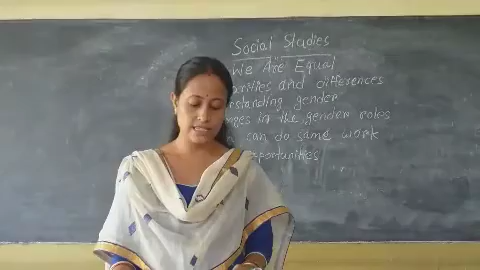 Social Studies
We Are Equal
and differences
gender
in the gender roles
can do same work